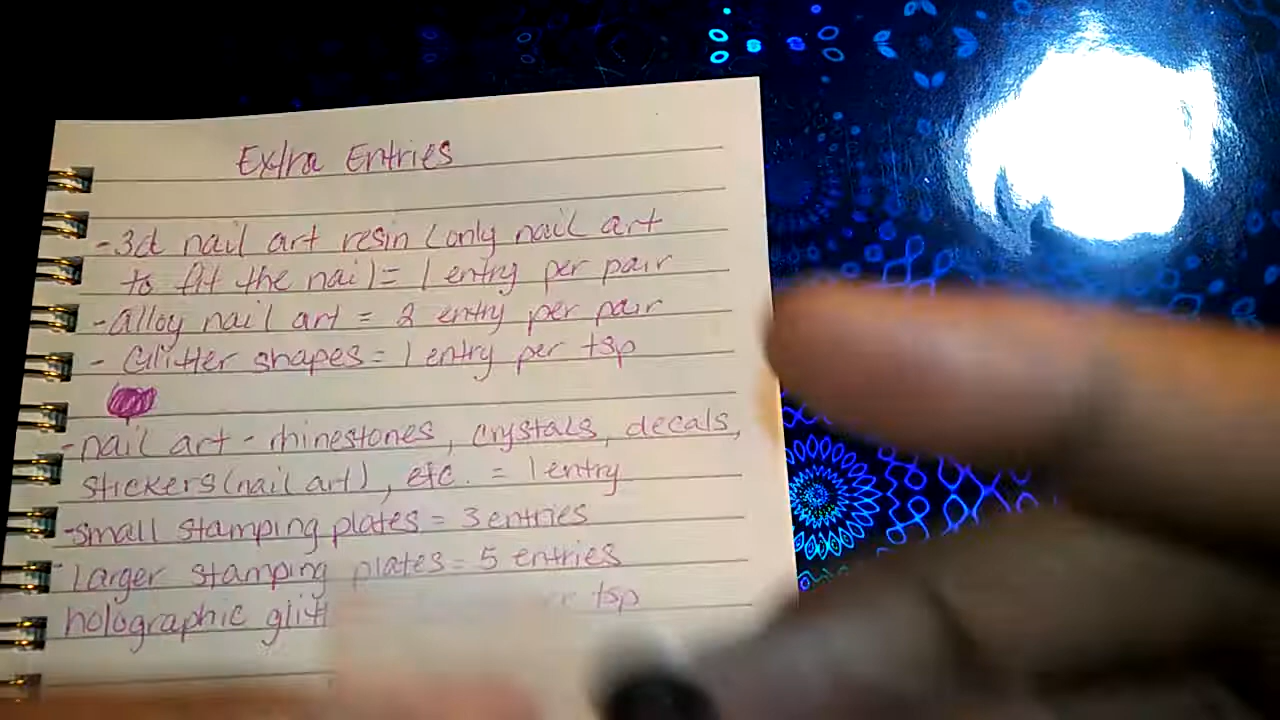 Extra Entries
-3d nail art resin (only nail art
to fit the nail = 1 entry per pair
-alloy nail art = 2 entry per pair
- Glitter shapes = 1 entry per tsp
-nail art - rhinestones, crystals, decals,
stickers (nail art), etc. = 1 entry
-small stamping plates = 3 entries
-larger stamping plates = 5 entries
holographic tsp